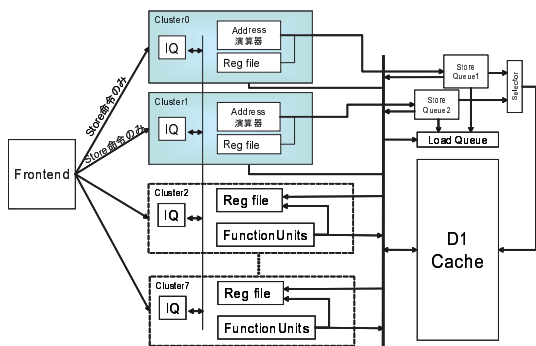 Cluster0
IQ
Address
演算器
Reg file
Store命令のみ
Cluster1
IQ
Address
演算器
Reg file
Store命令のみ
Frontend
Cluster2
IQ
Reg file
FunctionUnits
Cluster7
IQ
Reg file
FunctionUnits
Store
Queue1
Store
Queue2
Selector
Load Queue
D1
Cache